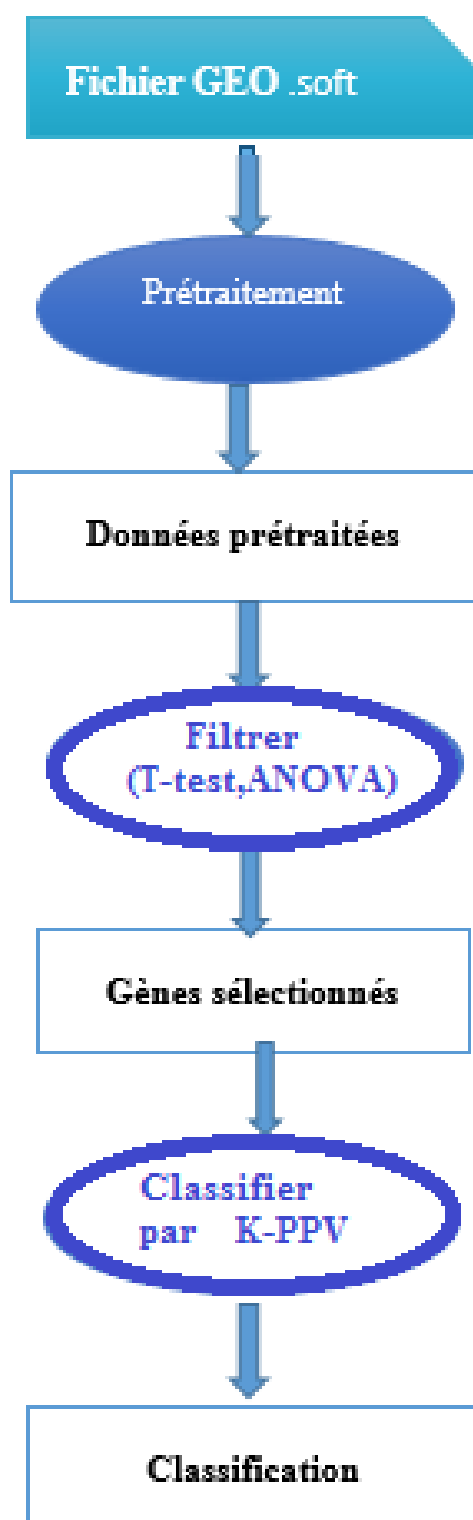 Fichier GEO .soft
Prétraitement
Données prétraitées
Filtrer
(T-test,ANOVA)
Gènes sélectionnés
Classifier
par K-PPV
Classification